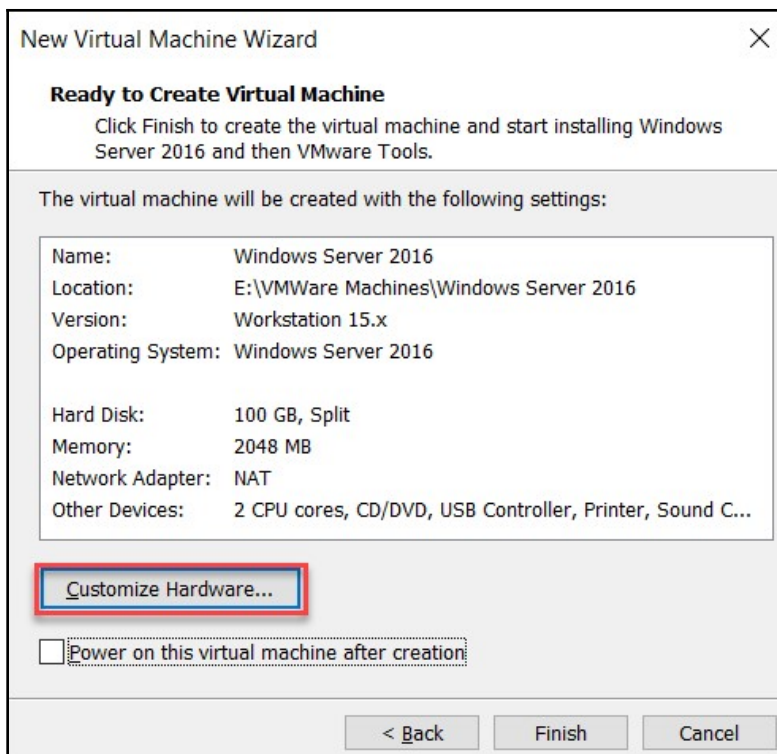 New Virtual Machine Wizard
Ready to Create Virtual Machine
Click Finish to create the virtual machine and start installing Windows
Server 2016 and then VMware Tools.
The virtual machine will be created with the following settings:
Name: Windows Server 2016
Location: E:\VMWare Machines\Windows Server 2016
Version: Workstation 15.x
Operating System: Windows Server 2016
Hard Disk: 100 GB, Split
Memory: 2048 MB
Network Adapter: NAT
Other Devices: 2 CPU cores, CD/DVD, USB Controller, Printer, Sound C...
Customize Hardware...
Power on this virtual machine after creation
< Back Finish Cancel